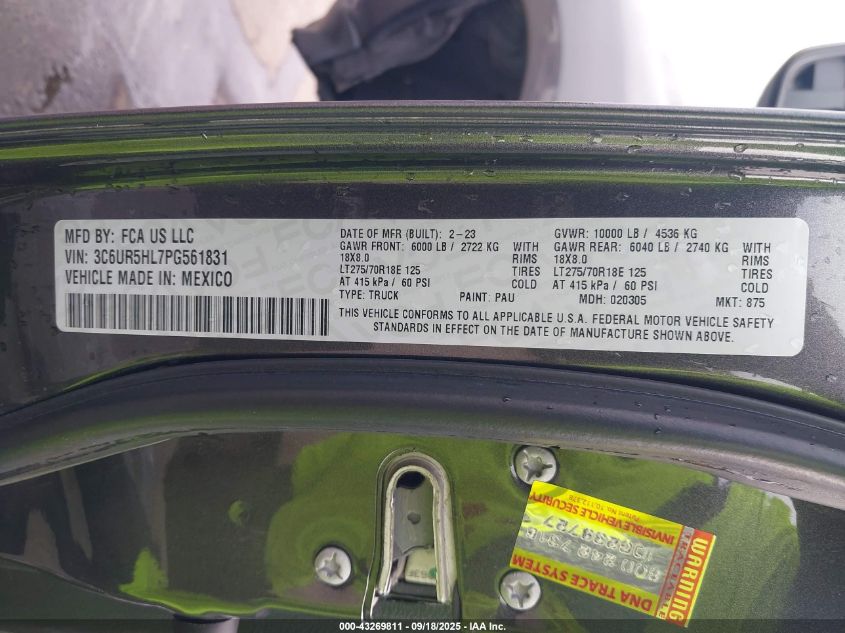 MFD BY: FCA US LLC
VIN: 3C6UR5HL7PG561831
VEHICLE MADE IN: MEXICO
DATE OF MFR (BUILT): 2-23 GVWR: 10000 LB / 4536 KG
GAWR FRONT: 6000 LB / 2722 KG WITH GAWR REAR: 6040 LB / 2740 KG WITH
18X8.0 RIMS 18X8.0 RIMS
LT275/70R18E 125 TIRES LT275/70R18E 125 TIRES
AT 415 kPa / 60 PSI COLD AT 415 kPa / 60 PSI COLD
TYPE: TRUCK PAINT: PAU MDH: 020305 MKT: 875
THIS VEHICLE CONFORMS TO ALL APPLICABLE U.S.A. FEDERAL MOTOR VEHICLE SAFETY
STANDARDS IN EFFECT ON THE DATE OF MANUFACTURE SHOWN ABOVE.
WARNING
INVISIBLE VEHICLE SECURITY
DNA TRACE SYSTEM
000-43269811 - 09/18/2025 - IAA Inc.